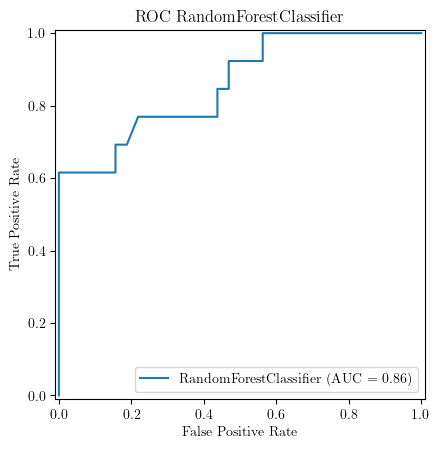 ROC RandomForestClassifier
1.0
0.8
0.6
0.4
0.2
0.0
True Positive Rate
RandomForestClassifier (AUC = 0.86)
0.0 0.2 0.4 0.6 0.8 1.0
False Positive Rate